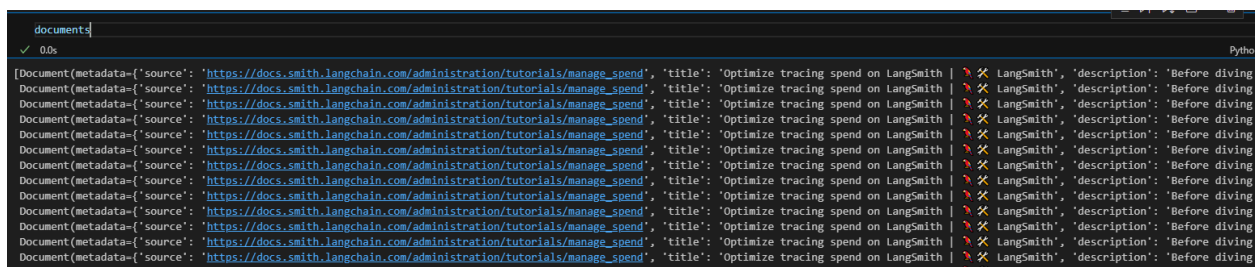 documents
✓ 0.0s
Pytho
[Document(metadata={'source': 'https://docs.smith.langchain.com/administration/tutorials/manage_spend', 'title': 'Optimize tracing spend on LangSmith | 🦜️🛠️ LangSmith', 'description': 'Before diving
Document(metadata={'source': 'https://docs.smith.langchain.com/administration/tutorials/manage_spend', 'title': 'Optimize tracing spend on LangSmith | 🦜️🛠️ LangSmith', 'description': 'Before diving
Document(metadata={'source': 'https://docs.smith.langchain.com/administration/tutorials/manage_spend', 'title': 'Optimize tracing spend on LangSmith | 🦜️🛠️ LangSmith', 'description': 'Before diving
Document(metadata={'source': 'https://docs.smith.langchain.com/administration/tutorials/manage_spend', 'title': 'Optimize tracing spend on LangSmith | 🦜️🛠️ LangSmith', 'description': 'Before diving
Document(metadata={'source': 'https://docs.smith.langchain.com/administration/tutorials/manage_spend', 'title': 'Optimize tracing spend on LangSmith | 🦜️🛠️ LangSmith', 'description': 'Before diving
Document(metadata={'source': 'https://docs.smith.langchain.com/administration/tutorials/manage_spend', 'title': 'Optimize tracing spend on LangSmith | 🦜️🛠️ LangSmith', 'description': 'Before diving
Document(metadata={'source': 'https://docs.smith.langchain.com/administration/tutorials/manage_spend', 'title': 'Optimize tracing spend on LangSmith | 🦜️🛠️ LangSmith', 'description': 'Before diving
Document(metadata={'source': 'https://docs.smith.langchain.com/administration/tutorials/manage_spend', 'title': 'Optimize tracing spend on LangSmith | 🦜️🛠️ LangSmith', 'description': 'Before diving
Document(metadata={'source': 'https://docs.smith.langchain.com/administration/tutorials/manage_spend', 'title': 'Optimize tracing spend on LangSmith | 🦜️🛠️ LangSmith', 'description': 'Before diving
Document(metadata={'source': 'https://docs.smith.langchain.com/administration/tutorials/manage_spend', 'title': 'Optimize tracing spend on LangSmith | 🦜️🛠️ LangSmith', 'description': 'Before diving
Document(metadata={'source': 'https://docs.smith.langchain.com/administration/tutorials/manage_spend', 'title': 'Optimize tracing spend on LangSmith | 🦜️🛠️ LangSmith', 'description': 'Before diving
Document(metadata={'source': 'https://docs.smith.langchain.com/administration/tutorials/manage_spend', 'title': 'Optimize tracing spend on LangSmith | 🦜️🛠️ LangSmith', 'description': 'Before diving
Document(metadata={'source': 'https://docs.smith.langchain.com/administration/tutorials/manage_spend', 'title': 'Optimize tracing spend on LangSmith | 🦜️🛠️ LangSmith', 'description': 'Before diving